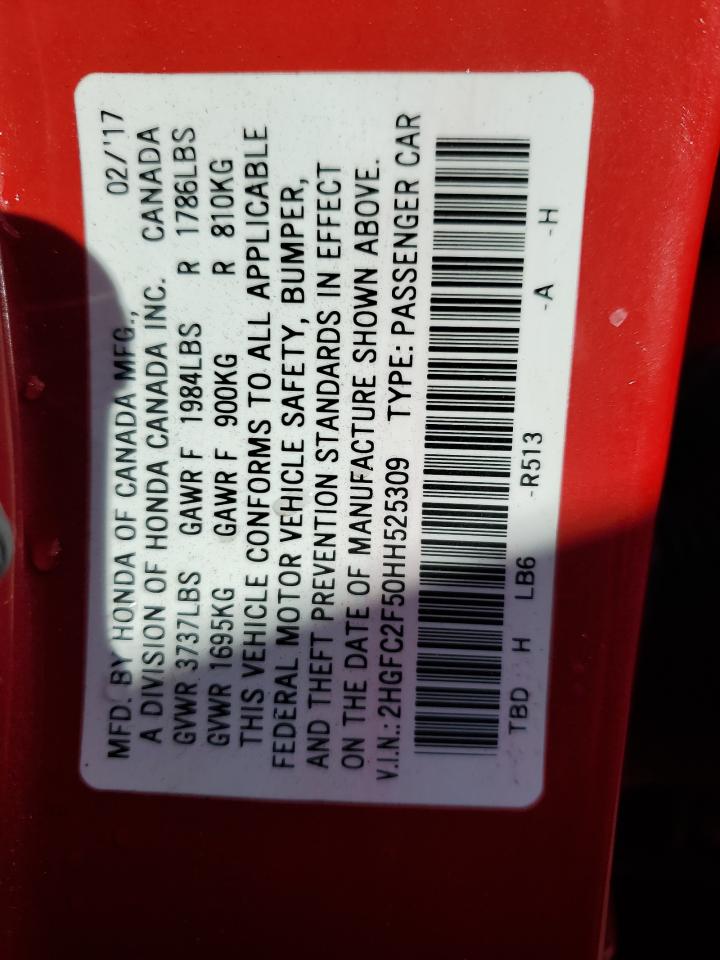 MFD. BY HONDA OF CANADA MFG., 02/'17
A DIVISION OF HONDA CANADA INC. CANADA
GVWR 3737LBS GAWR F 1984LBS R 1786LBS
GVWR 1695KG GAWR F 900KG R 810KG
THIS VEHICLE CONFORMS TO ALL APPLICABLE
FEDERAL MOTOR VEHICLE SAFETY, BUMPER,
AND THEFT PREVENTION STANDARDS IN EFFECT
ON THE DATE OF MANUFACTURE SHOWN ABOVE.
V.I.N.: 2HGFC2F50HH525309 TYPE: PASSENGER CAR
TBD H LB6 -R513 -A -H